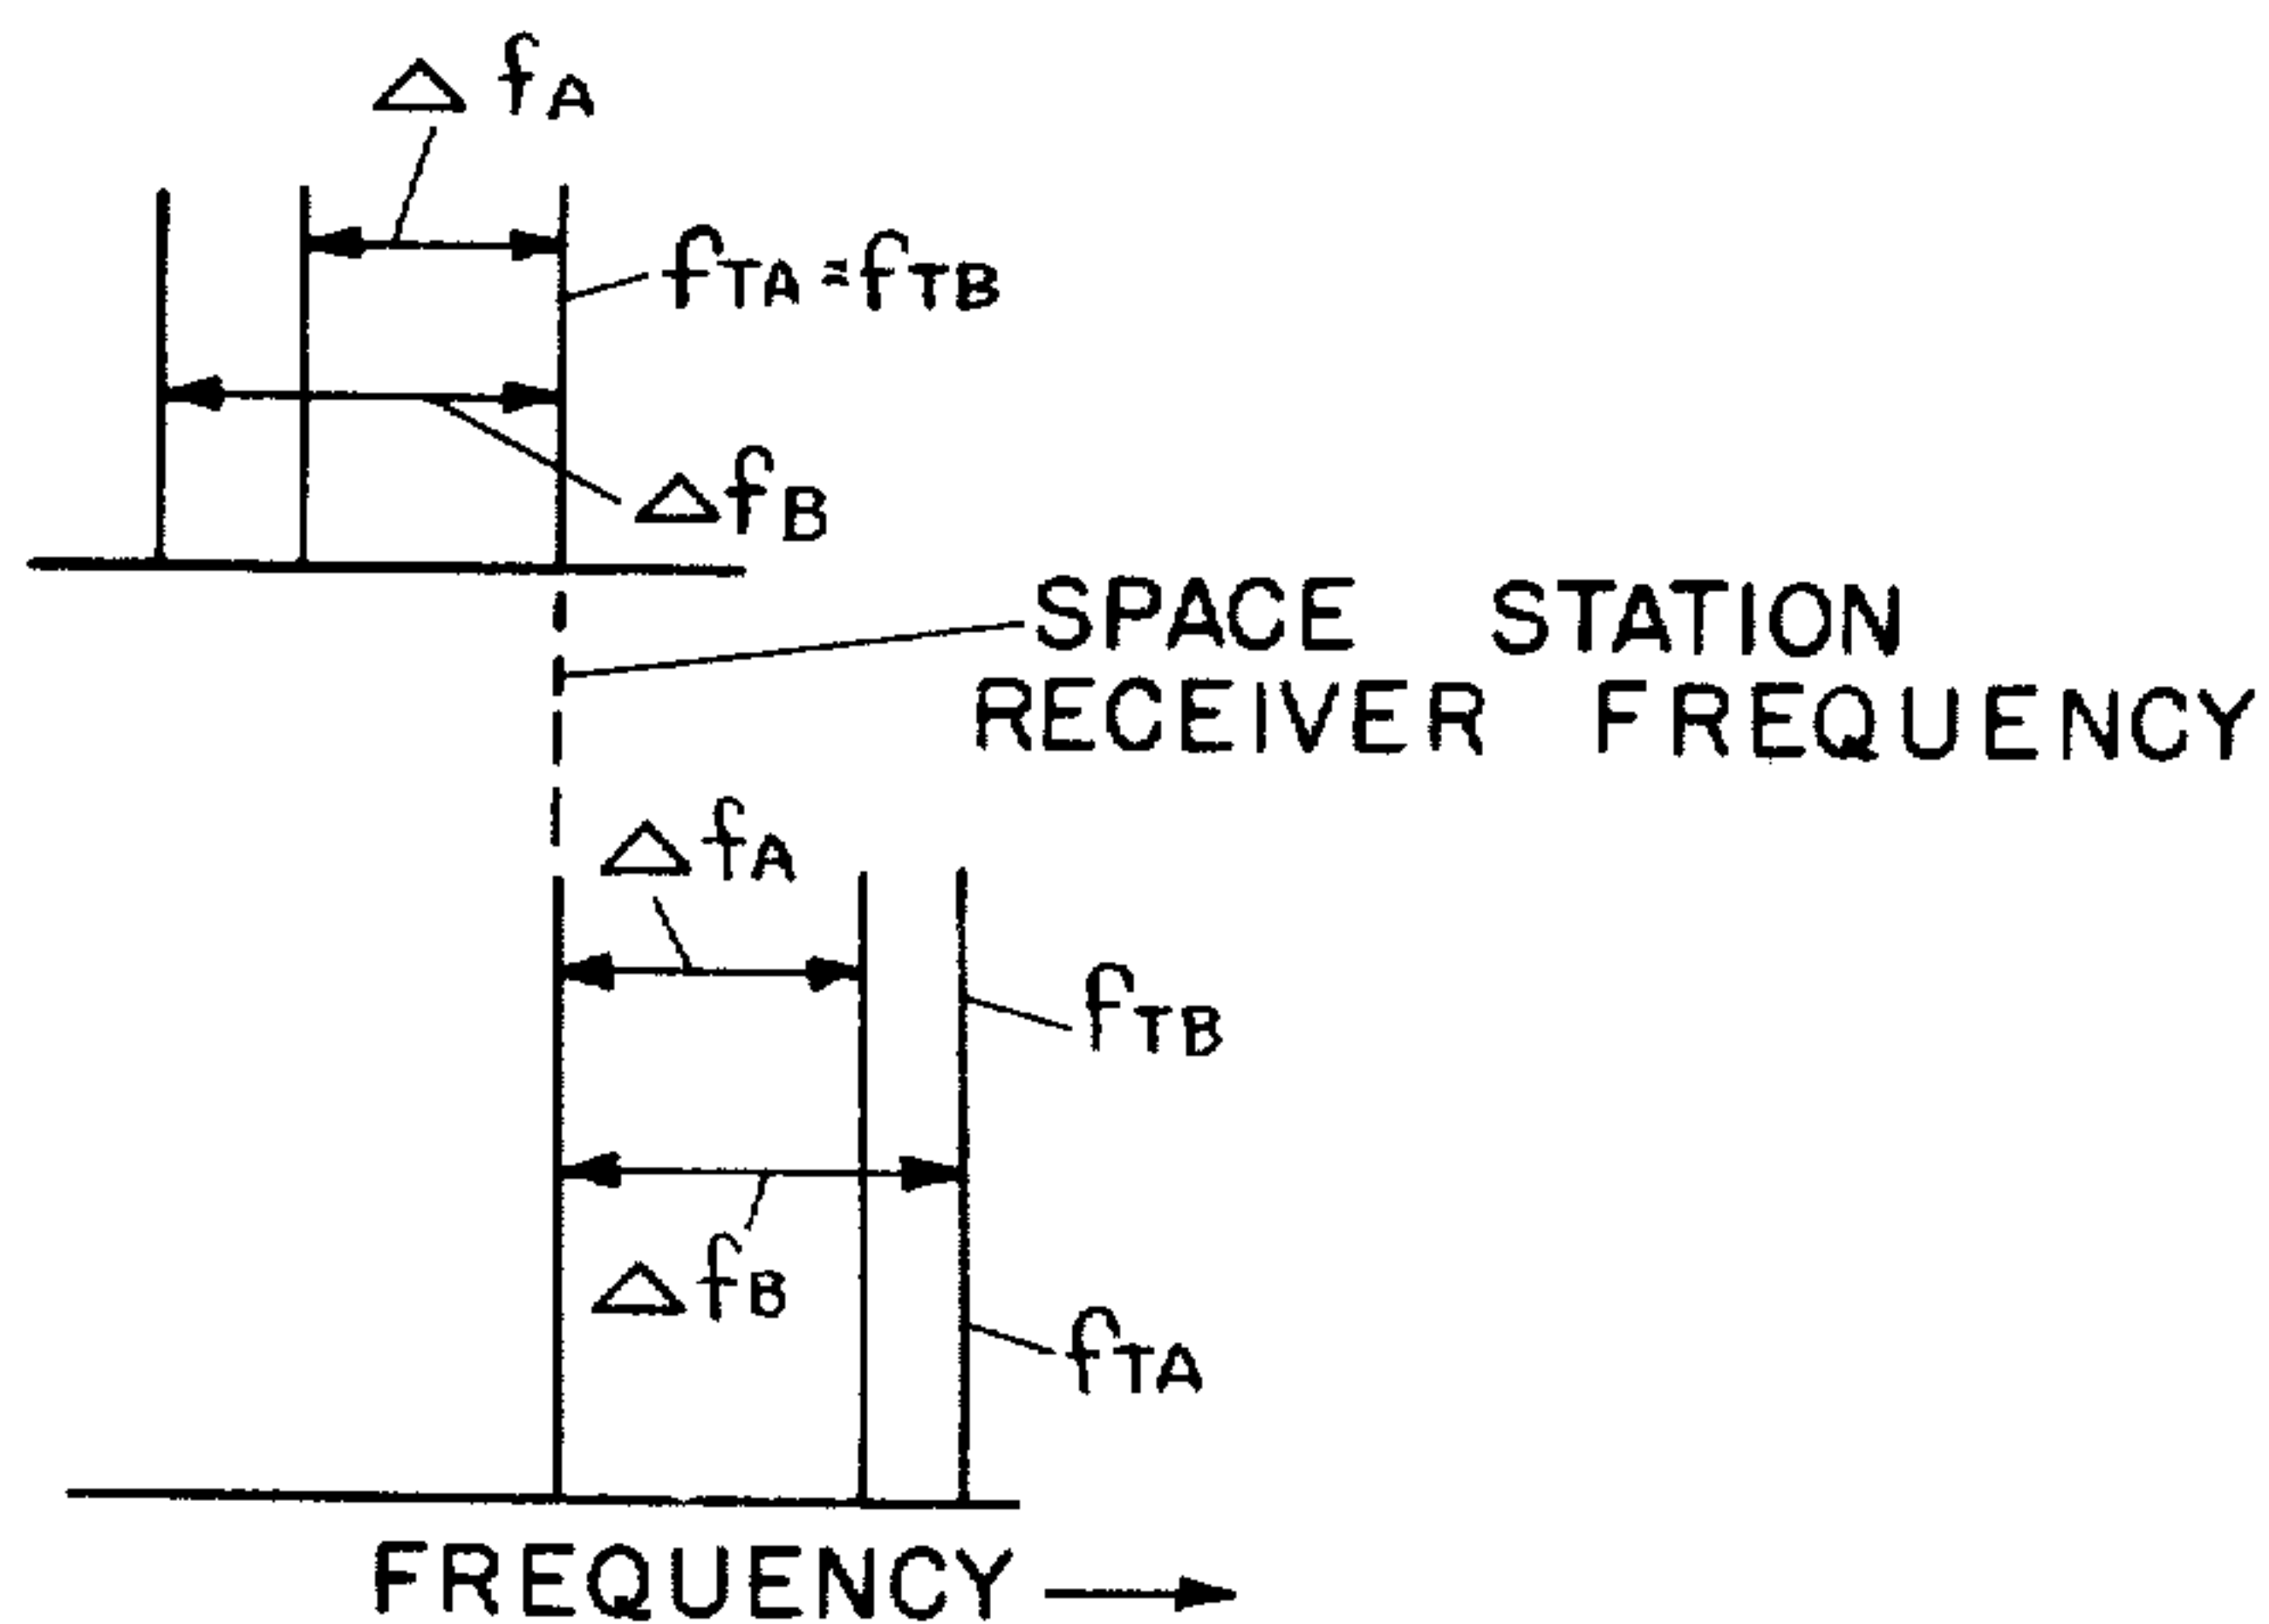 Δ fA
fTA = fTB
Δ fB
SPACE STATION
RECEIVER FREQUENCY
Δ fA
fTB
Δ fB
fTA
FREQUENCY →